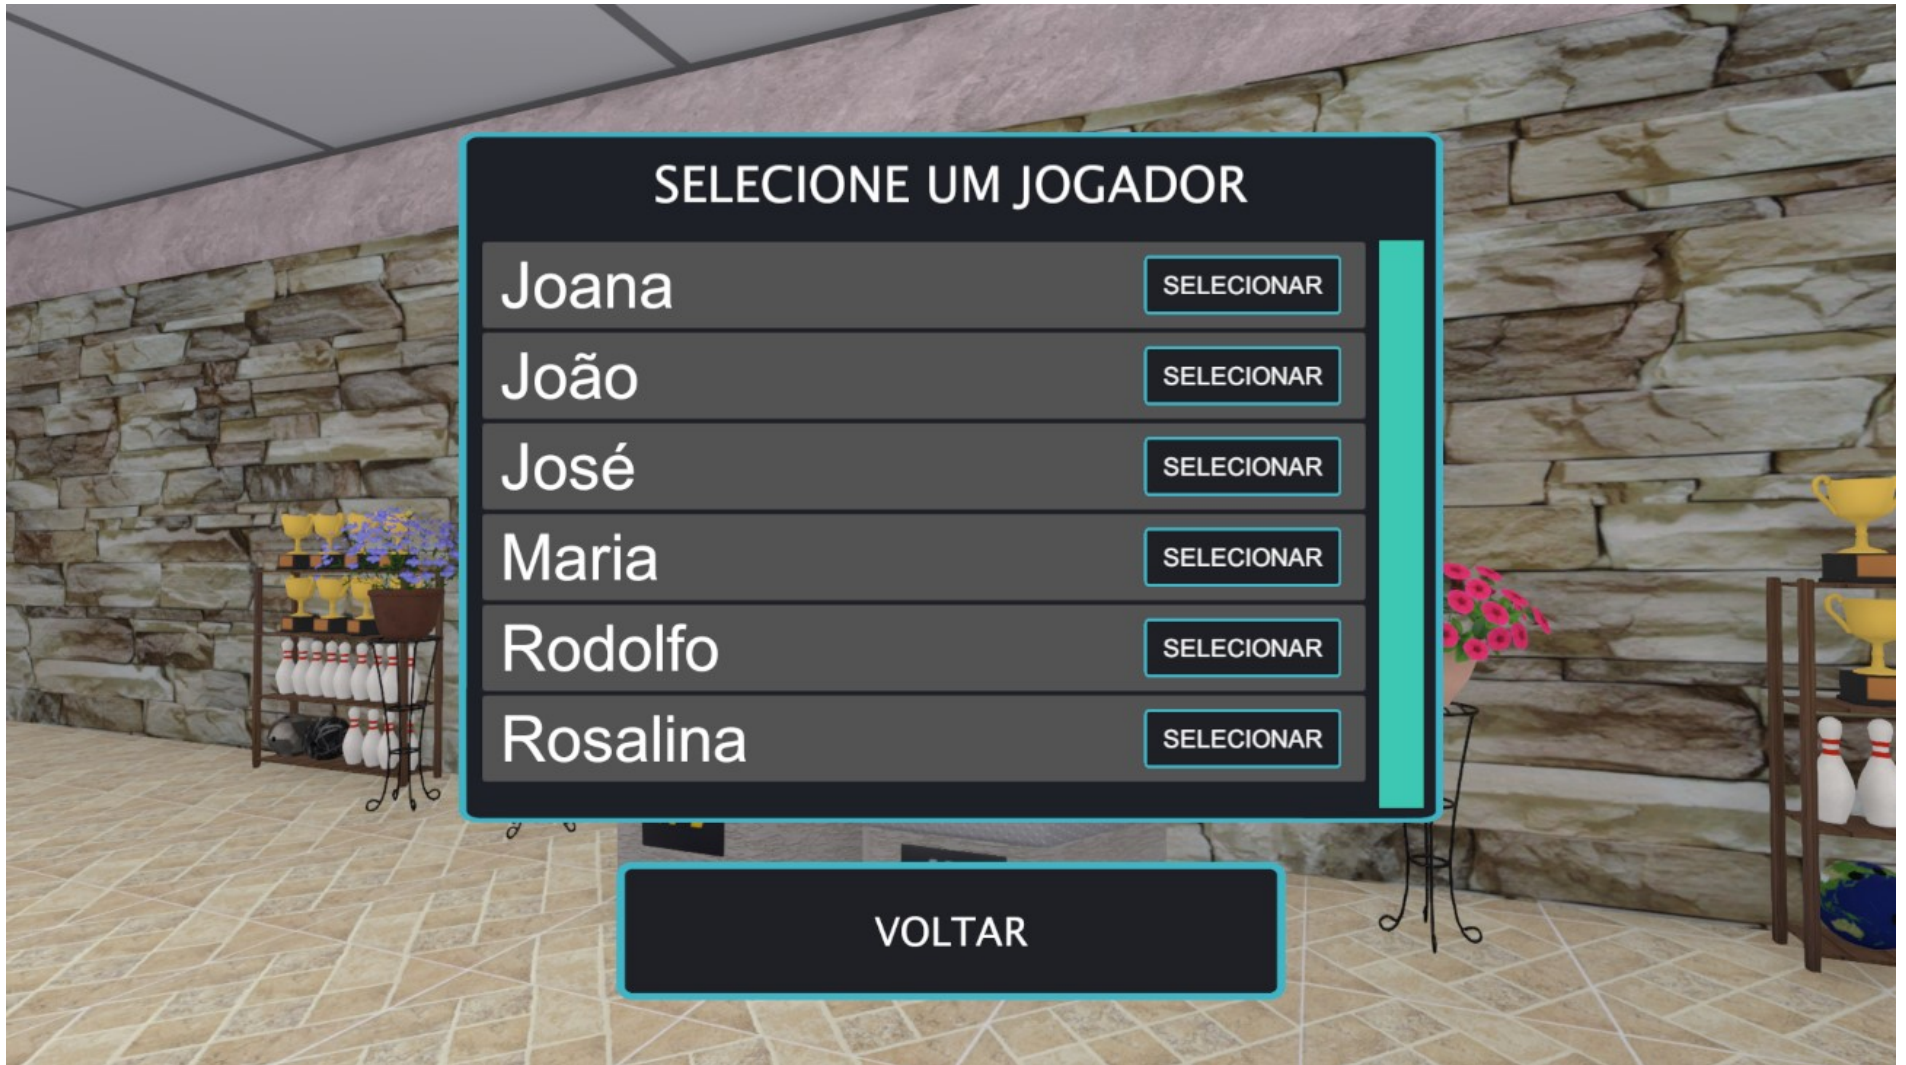 SELECIONE UM JOGADOR
Joana SELECIONAR
João SELECIONAR
José SELECIONAR
Maria SELECIONAR
Rodolfo SELECIONAR
Rosalina SELECIONAR
VOLTAR